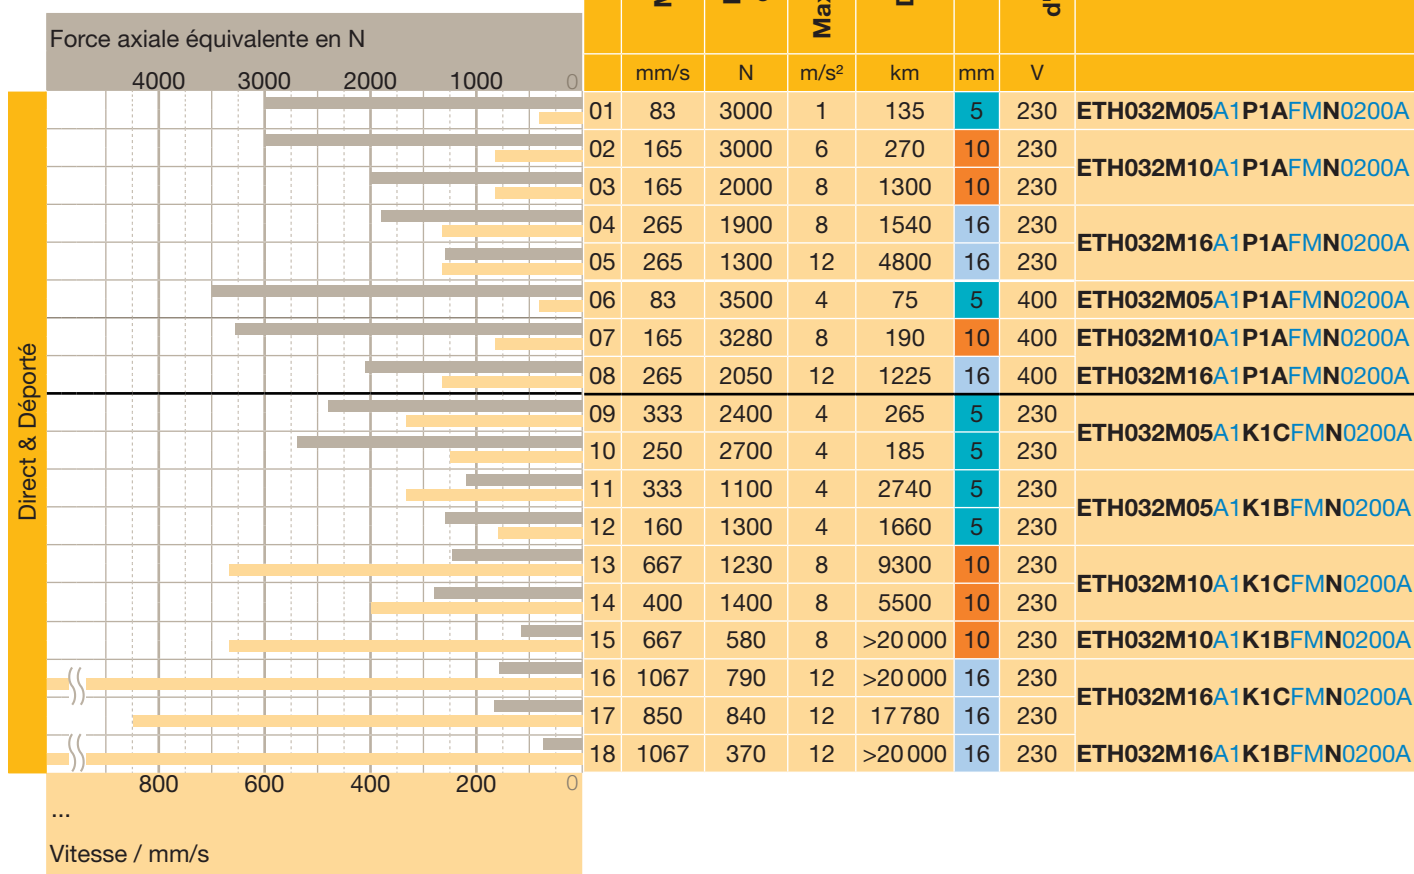 Force axiale équivalente en N
4000 3000 2000 1000 0
Max
mm/s N m/s² km mm V
01 83 3000 1 135 5 230 ETH032M05A1P1AFMN0200A
02 165 3000 6 270 10 230
ETH032M10A1P1AFMN0200A
03 165 2000 8 1300 10 230
04 265 1900 8 1540 16 230
ETH032M16A1P1AFMN0200A
05 265 1300 12 4800 16 230
06 83 3500 4 75 5 400 ETH032M05A1P1AFMN0200A
07 165 3280 8 190 10 400 ETH032M10A1P1AFMN0200A
08 265 2050 12 1225 16 400 ETH032M16A1P1AFMN0200A
Direct & Déporté
09 333 2400 4 265 5 230
ETH032M05A1K1CFMN0200A
10 250 2700 4 185 5 230
11 333 1100 4 2740 5 230
ETH032M05A1K1BFMN0200A
12 160 1300 4 1660 5 230
13 667 1230 8 9300 10 230
ETH032M10A1K1CFMN0200A
14 400 1400 8 5500 10 230
15 667 580 8 >20 000 10 230 ETH032M10A1K1BFMN0200A
16 1067 790 12 >20 000 16 230
ETH032M16A1K1CFMN0200A
17 850 840 12 17 780 16 230
18 1067 370 12 >20 000 16 230 ETH032M16A1K1BFMN0200A
800 600 400 200 0
...
Vitesse / mm/s